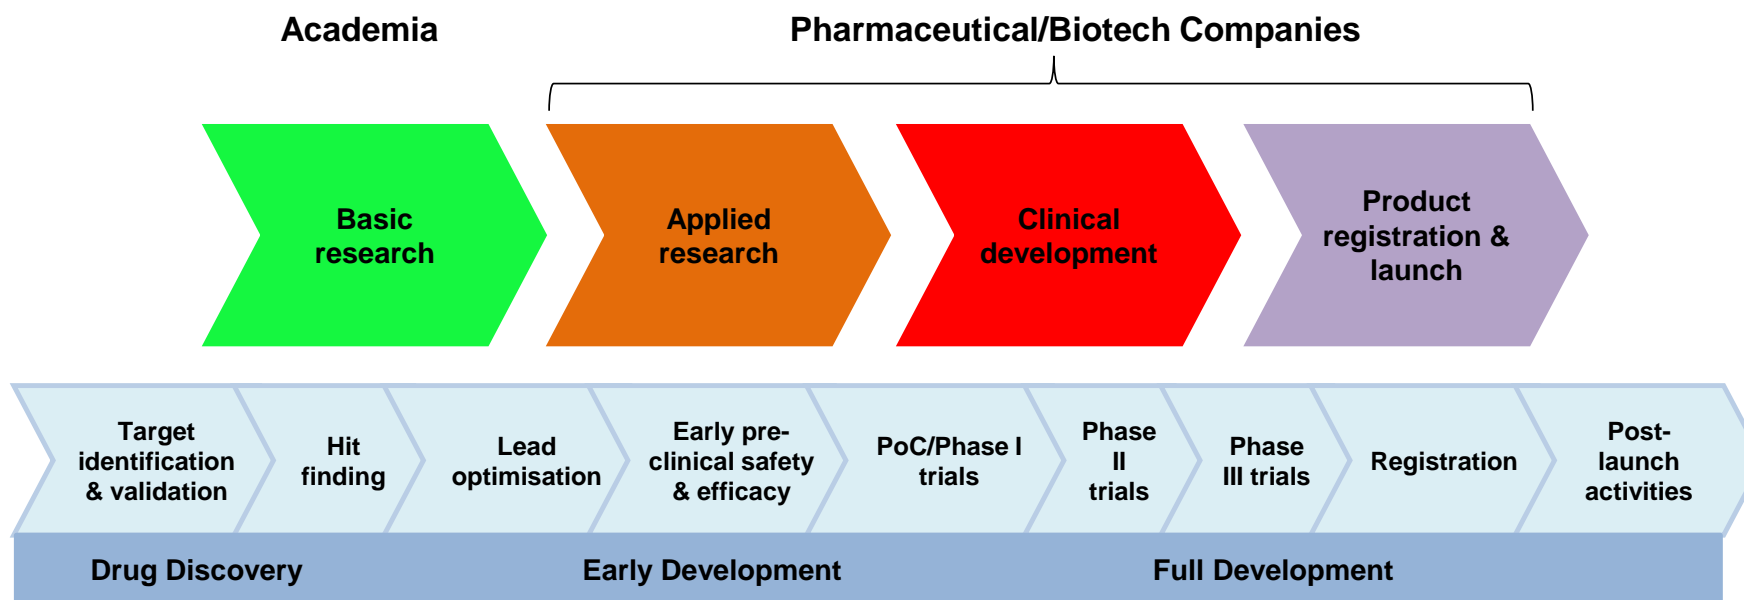 Academia
Pharmaceutical/Biotech Companies
Basic
research
Applied
research
Clinical
development
Product
registration &
launch
Target
identification
& validation
Hit
finding
Lead
optimisation
Early pre-
clinical safety
& efficacy
PoC/Phase I
trials
Phase
II
trials
Phase
III trials
Registration
Post-
launch
activities
Drug Discovery
Early Development
Full Development